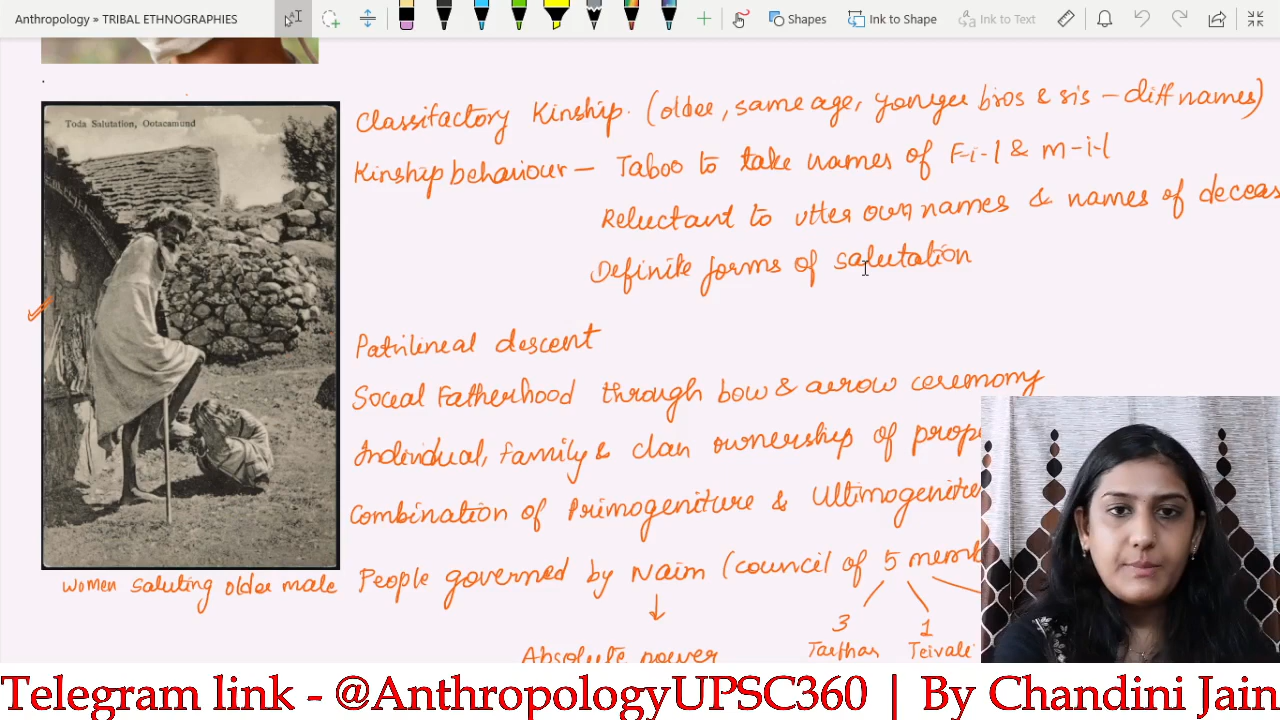 Anthropology » TRIBAL ETHNOGRAPHIES
Shapes
Ink to Shape
Ink to Text
Toda Salutation, Ootacamund
Classifactory Kinship. (older, same age, younger bros & sis – diff names)
Kinship behaviour – Taboo to take names of F-i-l & m-i-l
Reluctant to utter own names & names of deceas
Definite forms of salutation
Patrilineal descent
Social Fatherhood through bow & arrow ceremony
Individual, family & clan ownership of prop
Combination of Primogeniture & Ultimogenitu
women saluting older male
People governed by Naim (council of 5 memb
3 1
Tarthar Teivali
Absolute power
Telegram link - @AnthropologyUPSC360 | By Chandini Jain